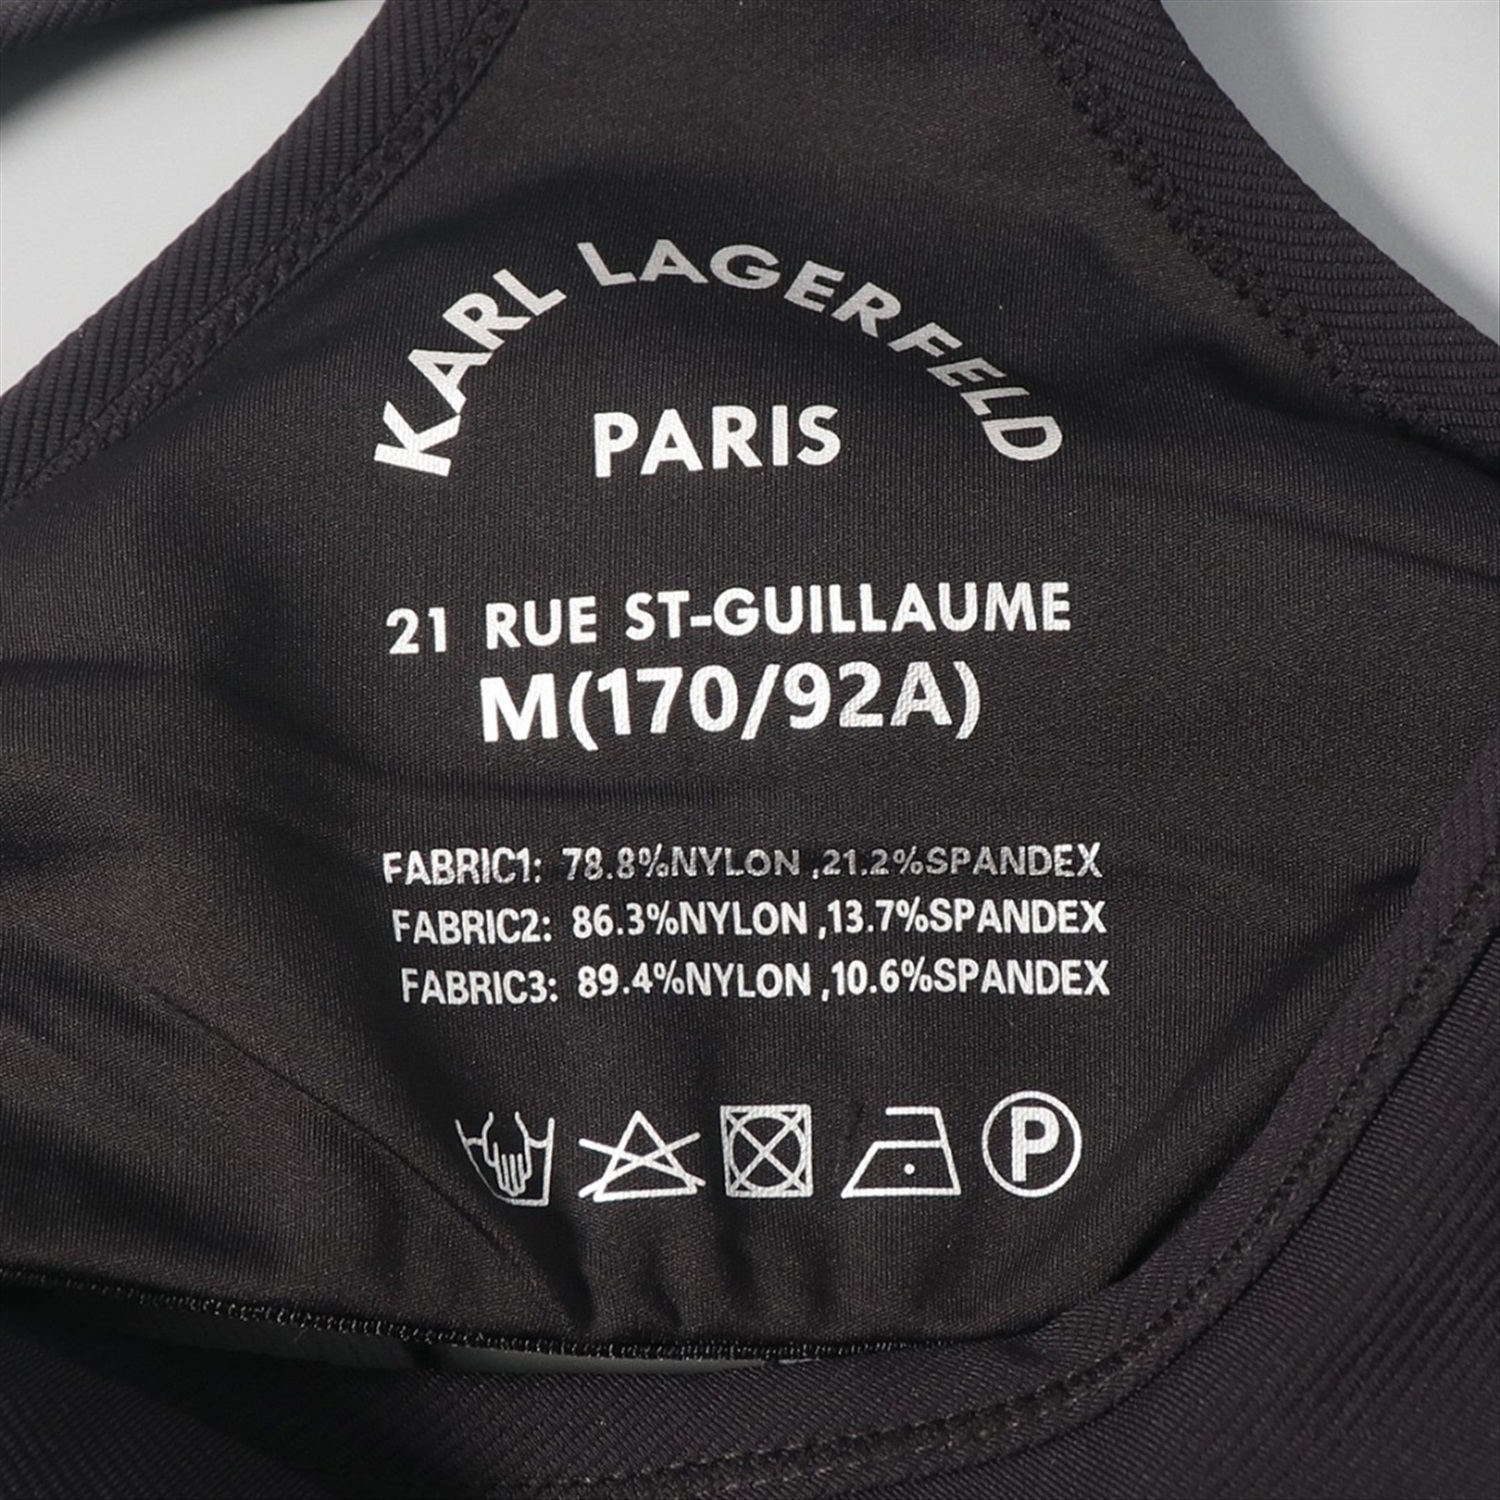 KARL LAGERFELD
PARIS
21 RUE ST-GUILLAUME
M(170/92A)
FABRIC1: 78.8%NYLON ,21.2%SPANDEX
FABRIC2: 86.3%NYLON ,13.7%SPANDEX
FABRIC3: 89.4%NYLON ,10.6%SPANDEX
P